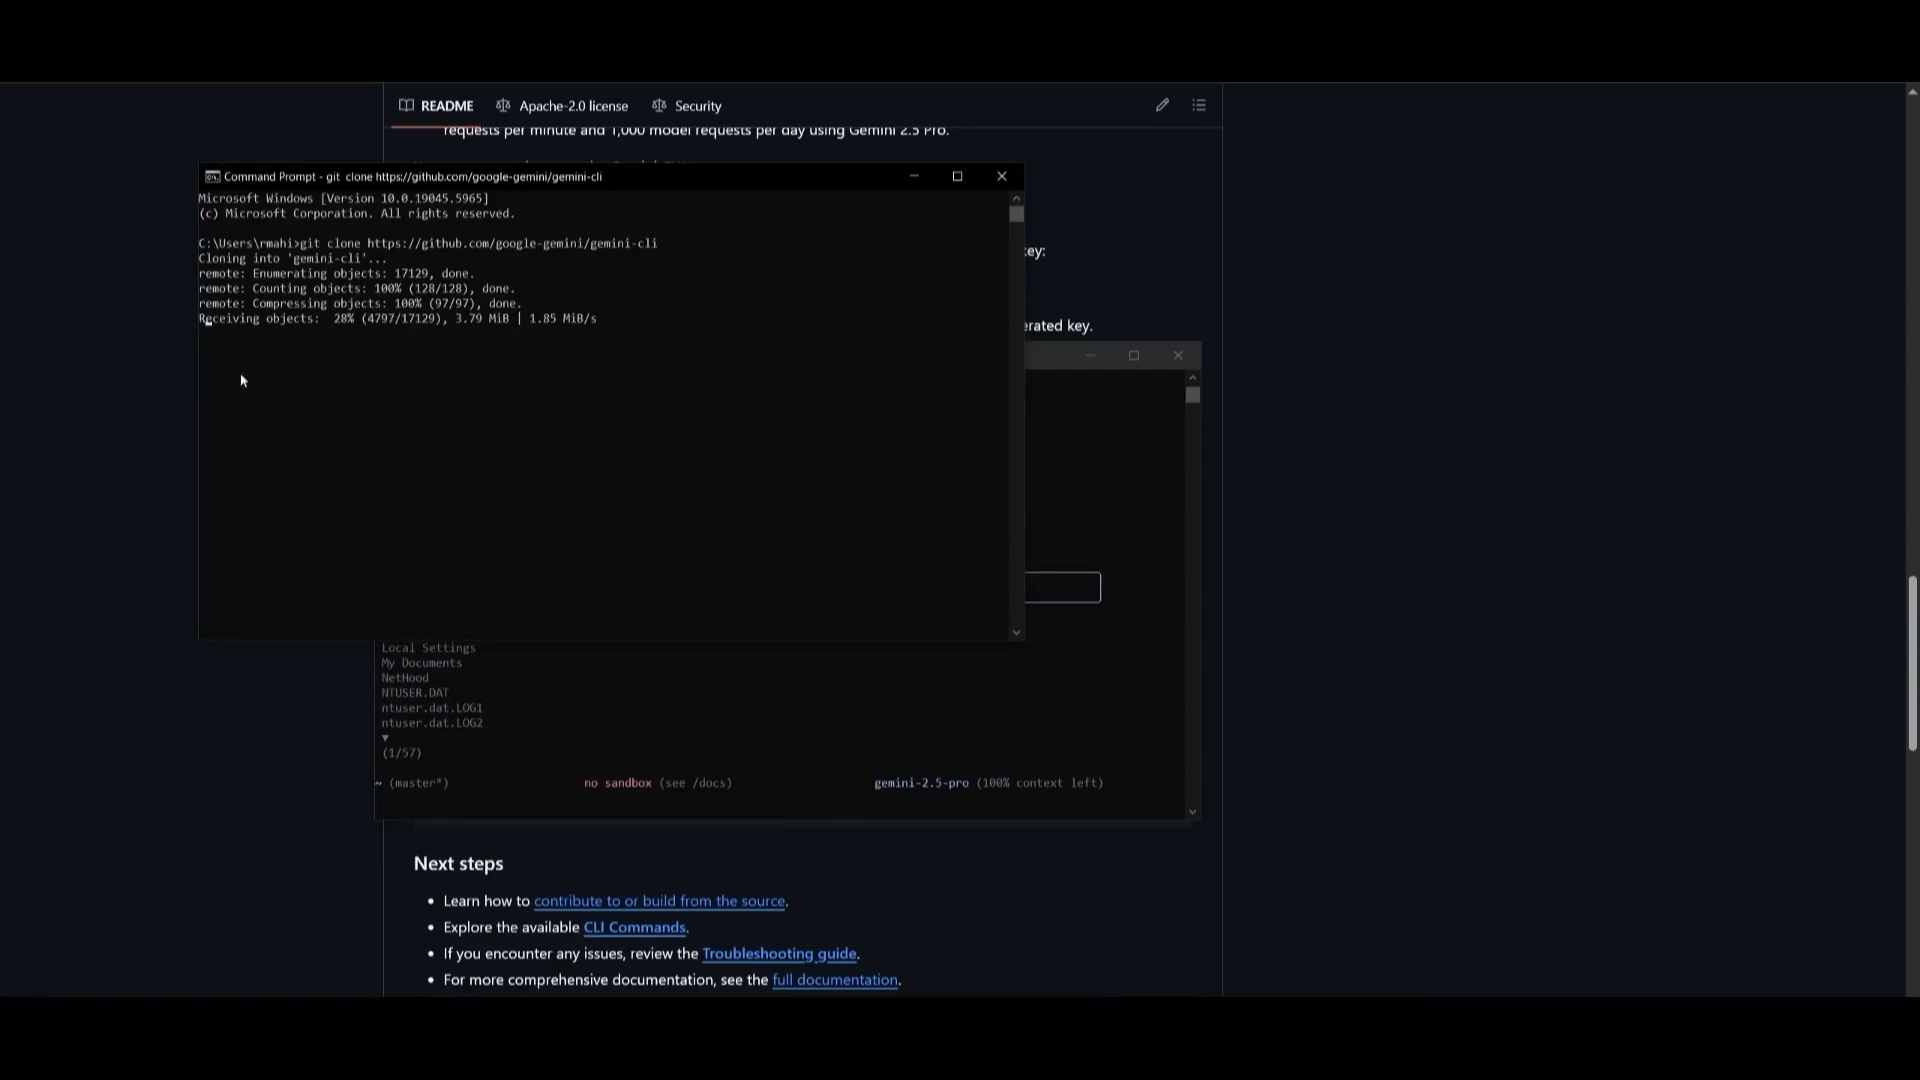 README
Apache-2.0 license
Security
requests per minute and 1,000 model requests per day using Gemini 2.5 Pro.
Command Prompt - git  clone https://github.com/google-gemini/gemini-cli
Microsoft Windows [Version 10.0.19045.5965]
(c) Microsoft Corporation. All rights reserved.
C:\Users\rmahi>git clone https://github.com/google-gemini/gemini-cli
Cloning into 'gemini-cli'...
remote: Enumerating objects: 17129, done.
remote: Counting objects: 100% (128/128), done.
remote: Compressing objects: 100% (97/97), done.
Receiving objects:  28% (4797/17129), 3.79 MiB | 1.85 MiB/s
ey:
erated key.
Local Settings
My Documents
NetHood
NTUSER.DAT
ntuser.dat.LOG1
ntuser.dat.LOG2
▼
(1/57)
~ (master*)
no sandbox (see /docs)
gemini-2.5-pro (100% context left)
Next steps
• Learn how to contribute to or build from the source.
• Explore the available CLI Commands.
• If you encounter any issues, review the Troubleshooting guide.
• For more comprehensive documentation, see the full documentation.